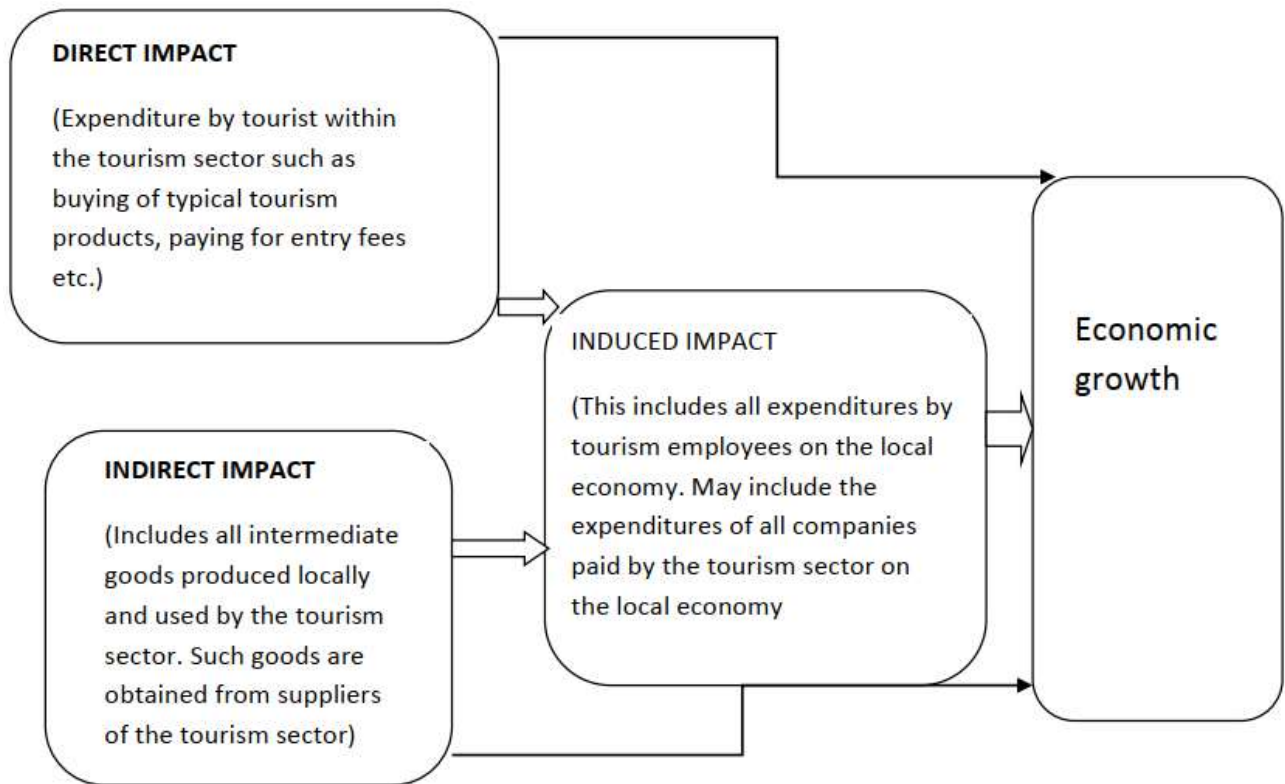 DIRECT IMPACT
(Expenditure by tourist within
the tourism sector such as
buying of typical tourism
products, paying for entry fees
etc.)
INDUCED IMPACT
(This includes all expenditures by
tourism employees on the local
economy. May include the
expenditures of all companies
paid by the tourism sector on
the local economy
INDIRECT IMPACT
(Includes all intermediate
goods produced locally
and used by the tourism
sector. Such goods are
obtained from suppliers
of the tourism sector)
Economic
growth